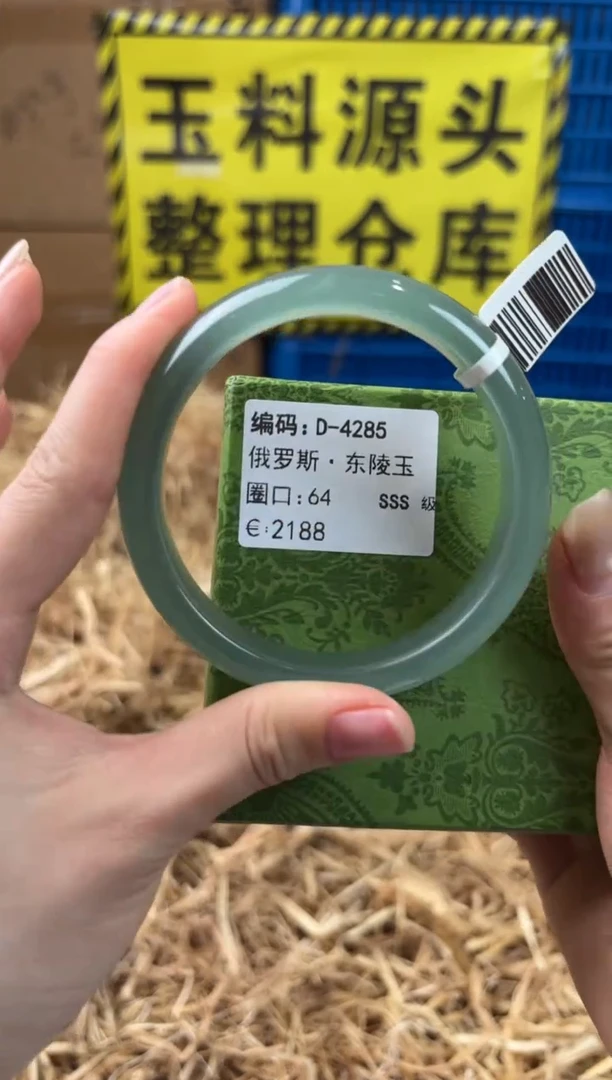 玉料源头
整理仓库
编码:D-4285
俄罗斯·东陵玉
圈口:64 SSS 级
€:2188